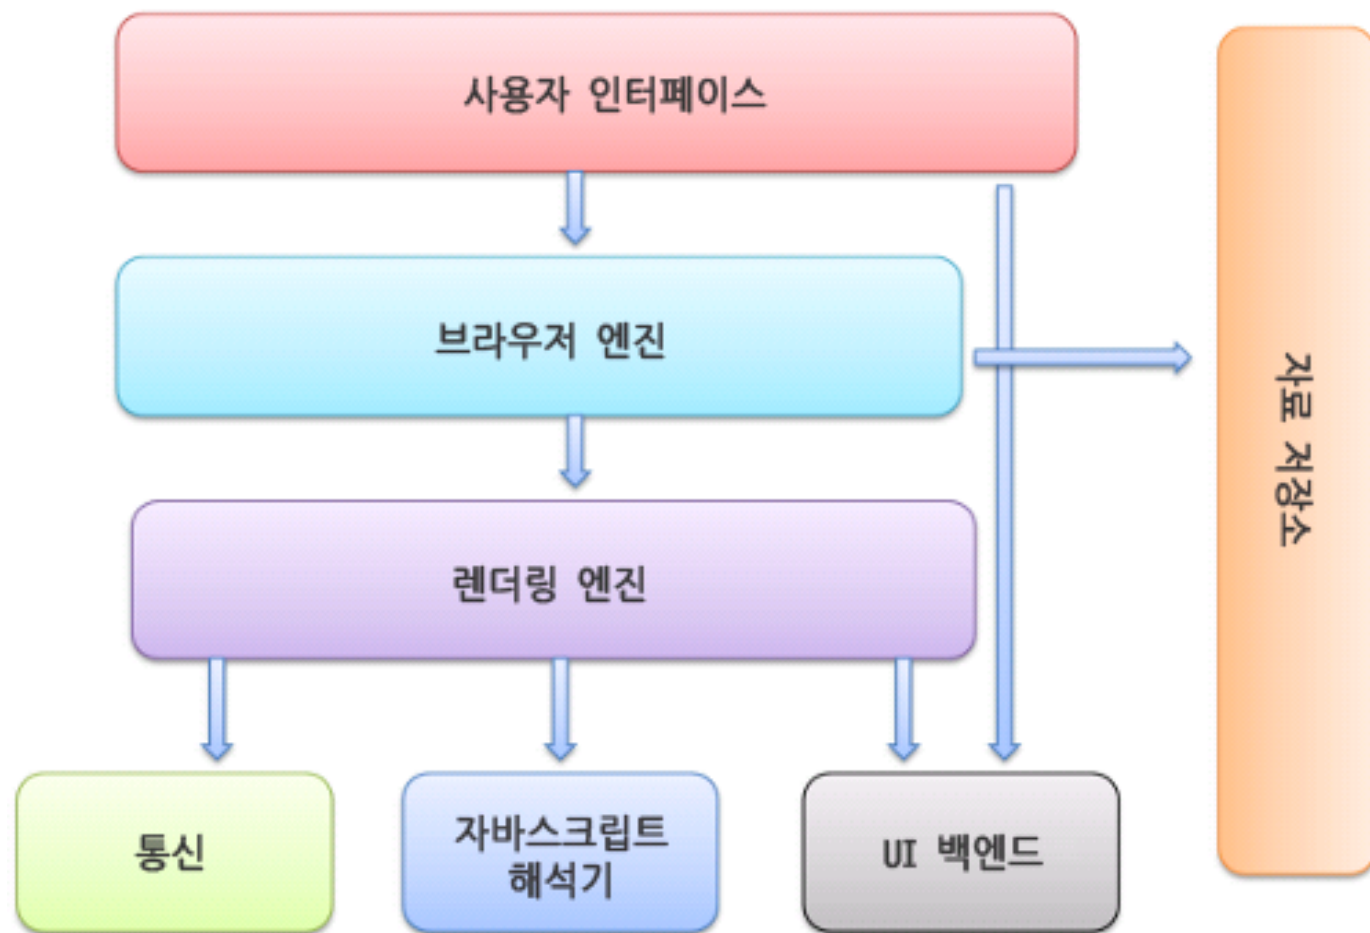 사용자 인터페이스
브라우저 엔진
렌더링 엔진
통신
자바스크립트
해석기
UI 백엔드
자료 저장소